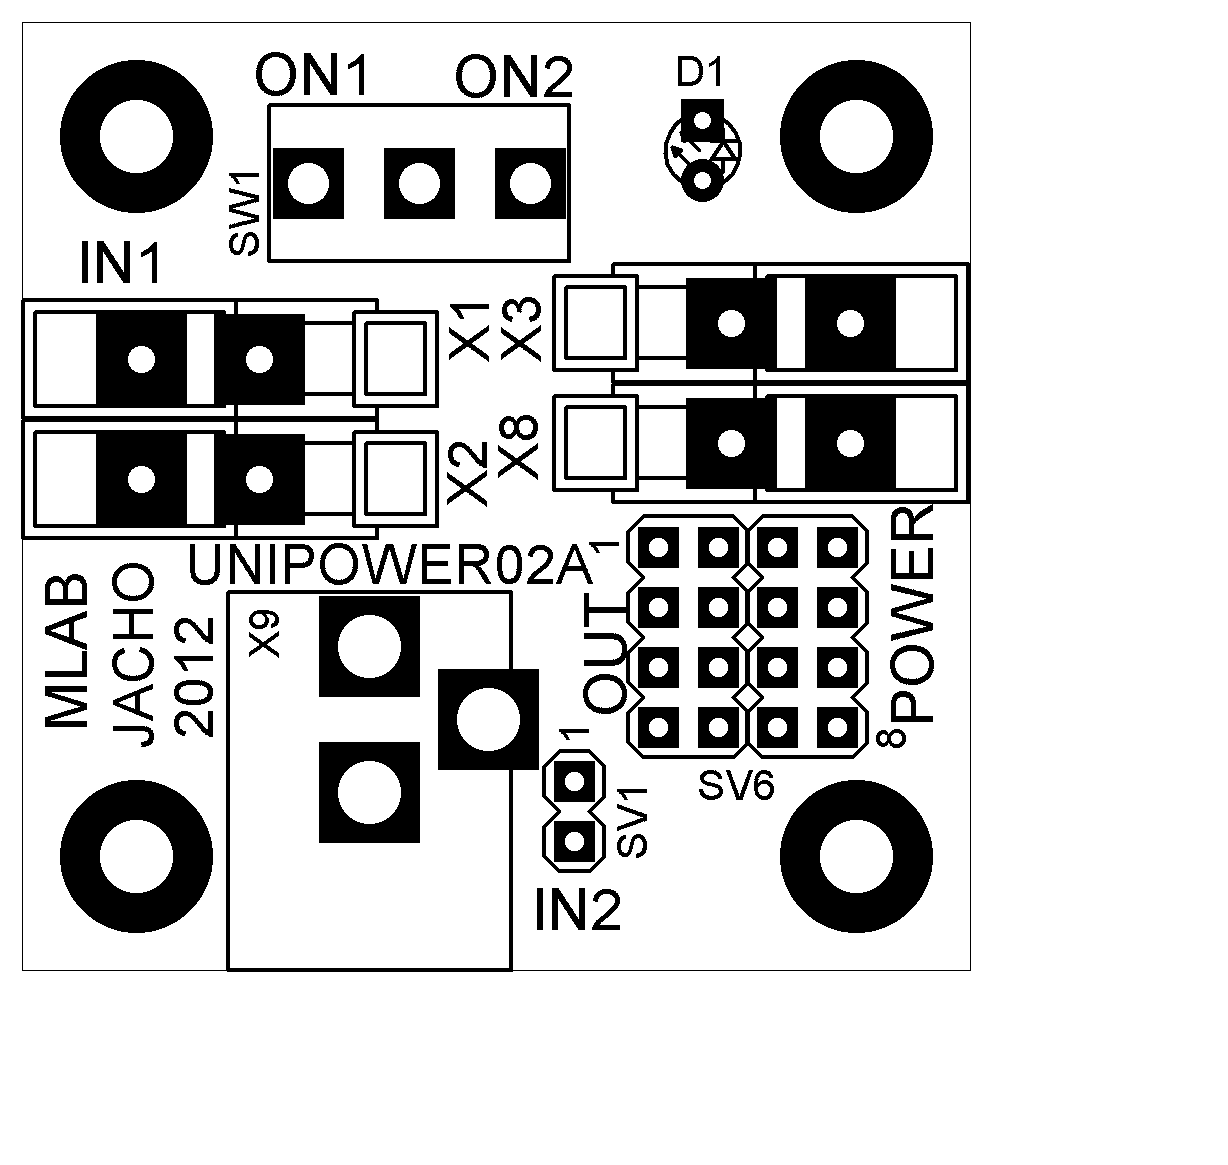 ON1
ON2
D1
SW1
IN1
X1
X3
X2
X8
UNIPOWER02A
1
MLAB
JACHO
2012
X9
OUT
POWER
8
1
SV6
SV1
IN2